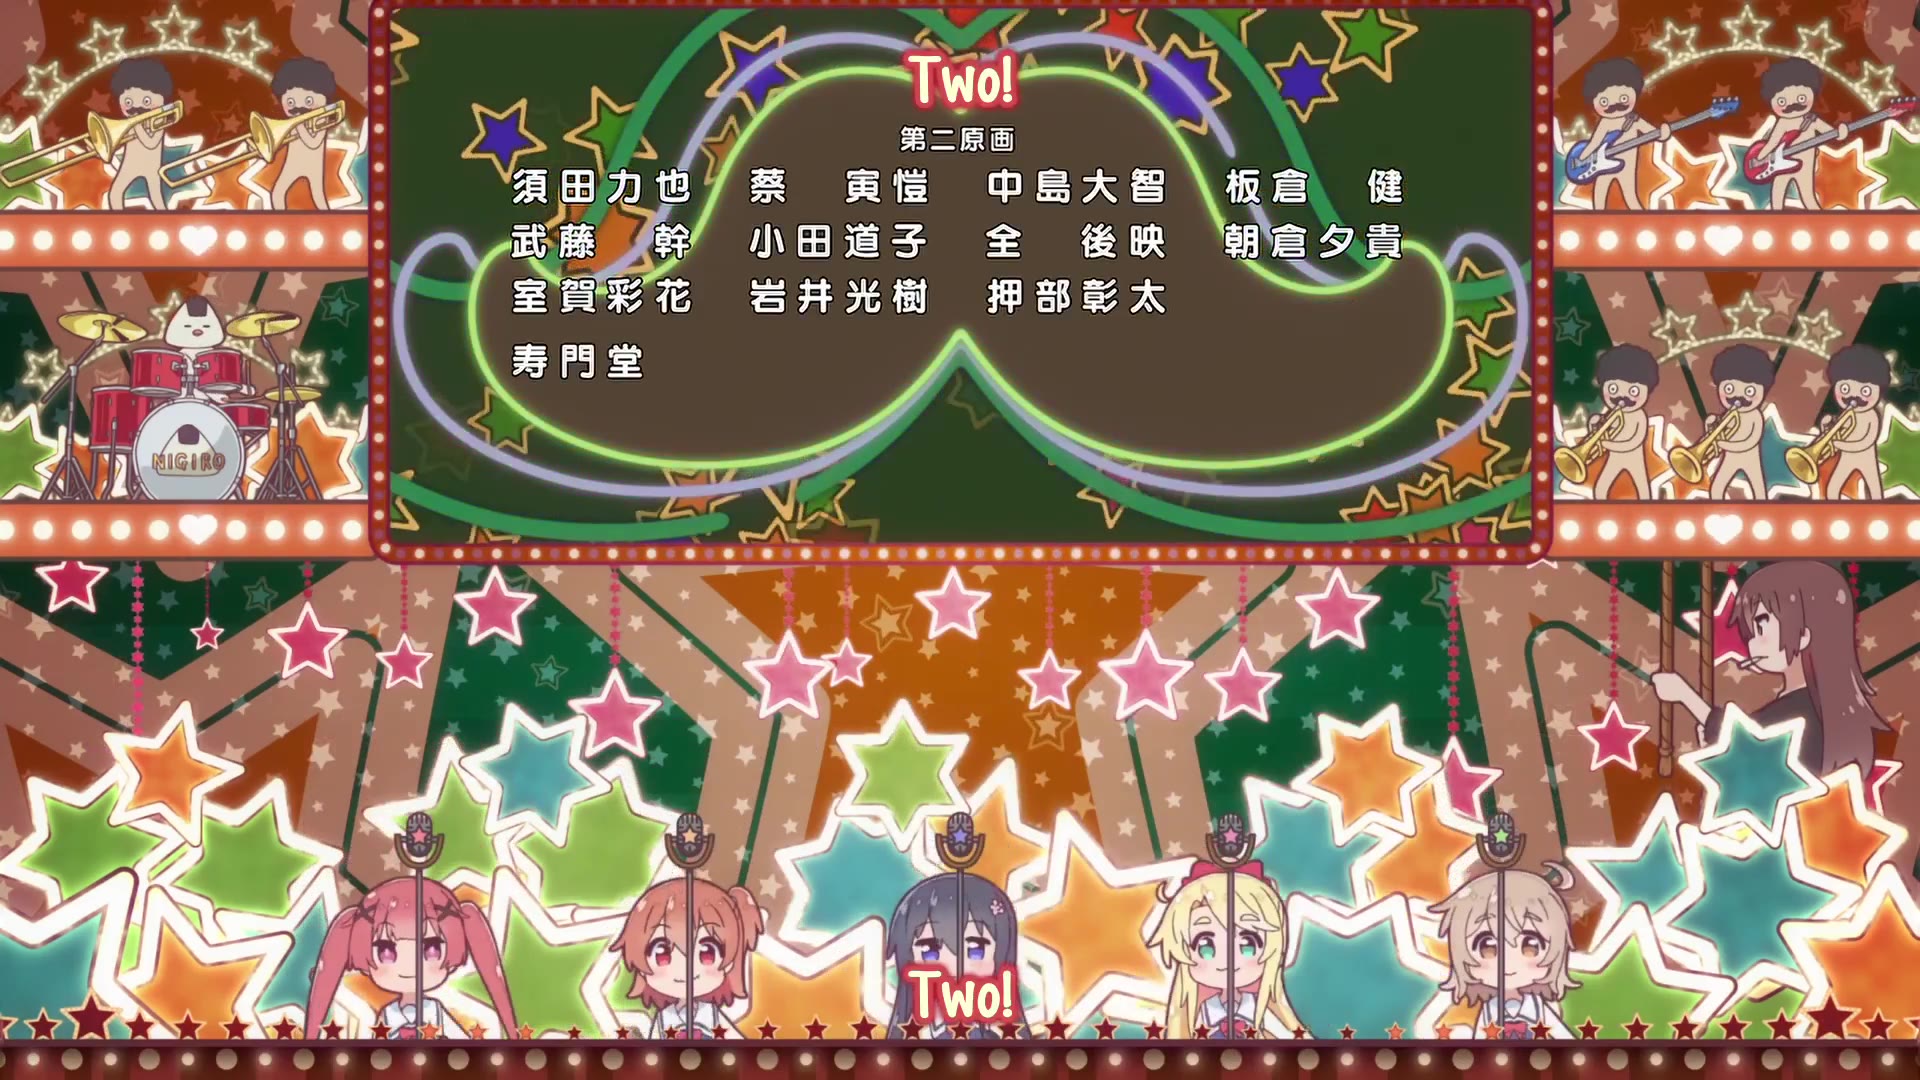 Two!
第二原画
須田力也 蔡 寅愷 中島大智 板倉 健
武藤 幹 小田道子 全 後映 朝倉夕貴
室賀彩花 岩井光樹 押部彰太
寿門堂
NIGIRO
Two!